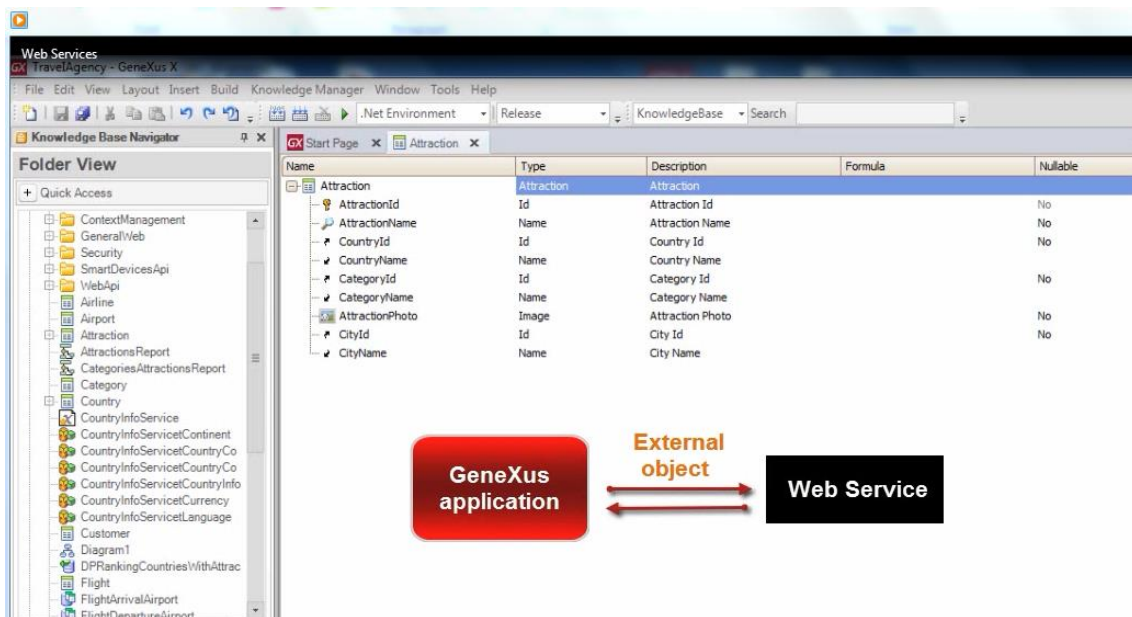 Web Services
TravelAgency - GeneXus X
File Edit View Layout Insert Build Knowledge Manager Window Tools Help
.Net Environment Release KnowledgeBase Search
Knowledge Base Navigator
Start Page Attraction
Folder View
Quick Access
Name Type Description Formula Nullable
Attraction Attraction Attraction
AttractionId Id Attraction Id No
AttractionName Name Attraction Name No
CountryId Id Country Id No
CountryName Name Country Name
CategoryId Id Category Id No
CategoryName Name Category Name
AttractionPhoto Image Attraction Photo No
CityId Id City Id No
CityName Name City Name
ContextManagement
GeneralWeb
Security
SmartDevicesApi
WebApi
Airline
Airport
Attraction
AttractionsReport
CategoriesAttractionsReport
Category
Country
CountryInfoService
CountryInfoServicetContinent
CountryInfoServicetCountryCo
CountryInfoServicetCountryCo
CountryInfoServicetCountryInfo
CountryInfoServicetCurrency
CountryInfoServicetLanguage
Customer
Diagram1
DPRankingCountriesWithAttrac
Flight
FlightArrivalAirport
FlightDepartureAirport
GeneXus
application
External
object
Web Service